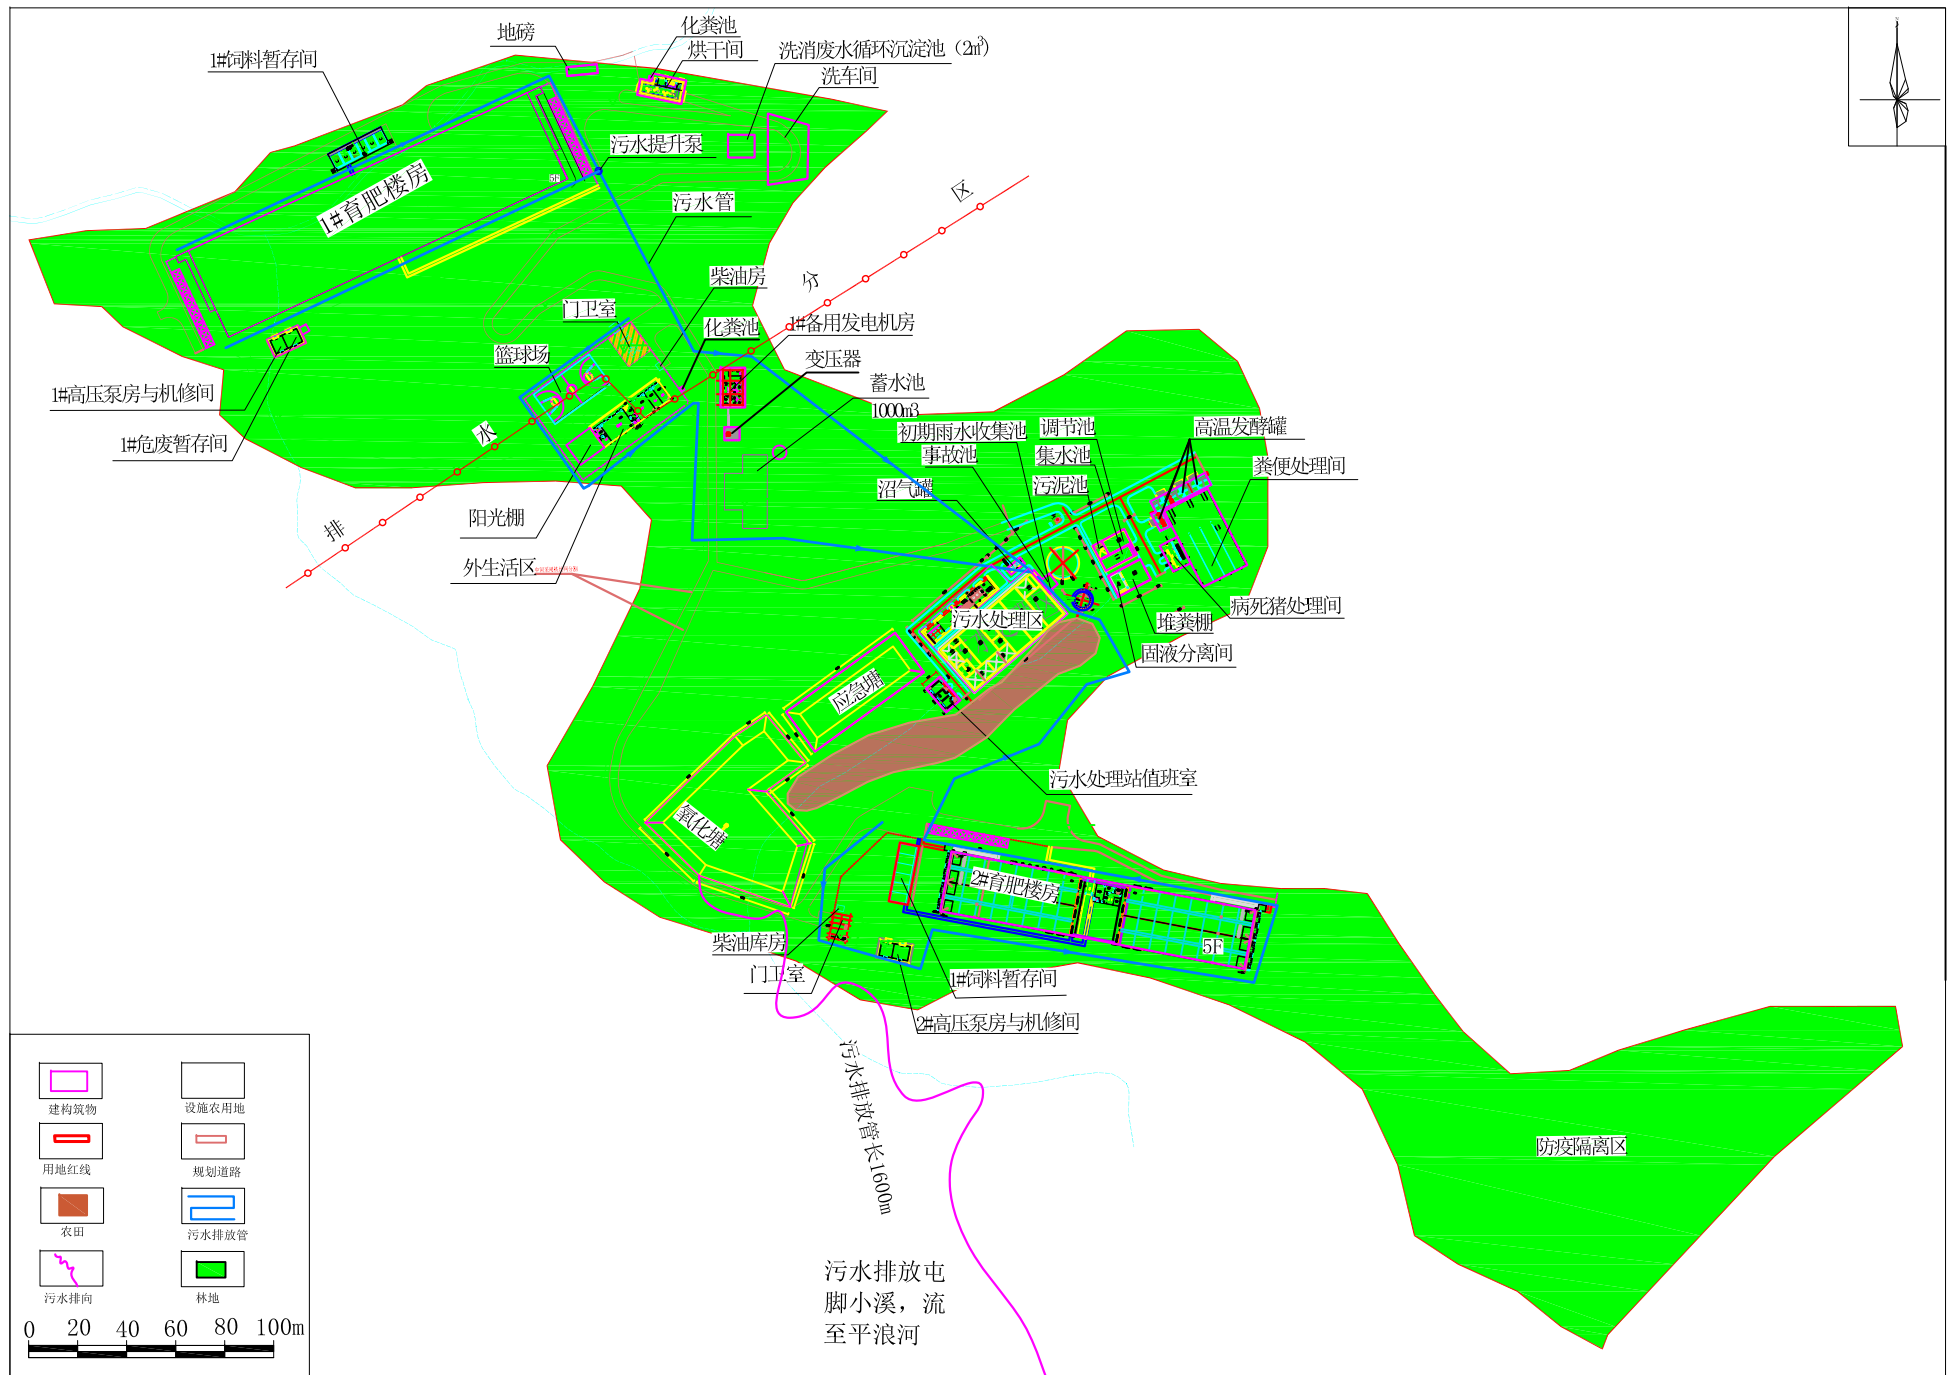 地磅
化粪池
烘干间
洗消废水循环沉淀池（2m³）
洗车间
1#饲料暂存间
污水提升泵
1#育肥楼房
5F
污水管
区
分
水
排
柴油房
门卫室
化粪池
1#备用发电机房
篮球场
变压器
蓄水池
1000m3
1#高压泵房与机修间
1#危废暂存间
初期雨水收集池
调节池
高温发酵罐
事故池
集水池
粪便处理间
沼气罐
污泥池
阳光棚
外生活区
污水处理区
病死猪处理间
堆粪棚
固液分离间
应急塘
污水处理站值班室
氧化塘
2#育肥楼房
5F
柴油库房
门卫室
1#饲料暂存间
2#高压泵房与机修间
污水排放管长1600m
防疫隔离区
污水排放屯
脚小溪，流
至平浪河
建构筑物
设施农用地
用地红线
规划道路
农田
污水排放管
污水排向
林地
0 20 40 60 80 100m